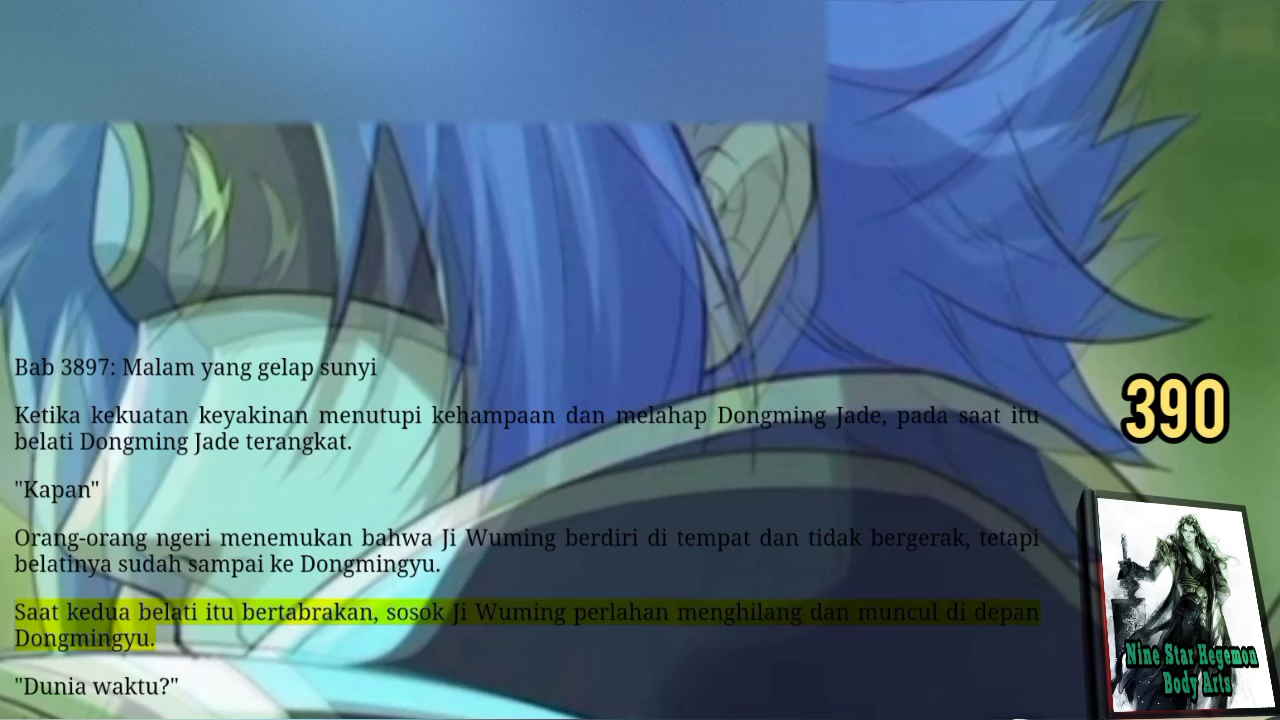 Bab 3897: Malam yang gelap sunyi
Ketika kekuatan keyakinan menutupi kehampaan dan melahap Dongming Jade, pada saat itu
belati Dongming Jade terangkat.
"Kapan"
Orang-orang ngeri menemukan bahwa Ji Wuming berdiri di tempat dan tidak bergerak, tetapi
belatinya sudah sampai ke Dongmingyu.
Saat kedua belati itu bertabrakan, sosok Ji Wuming perlahan menghilang dan muncul di depan
Dongmingyu.
"Dunia waktu?"
390
Nine Star Hegemon
Body Arts